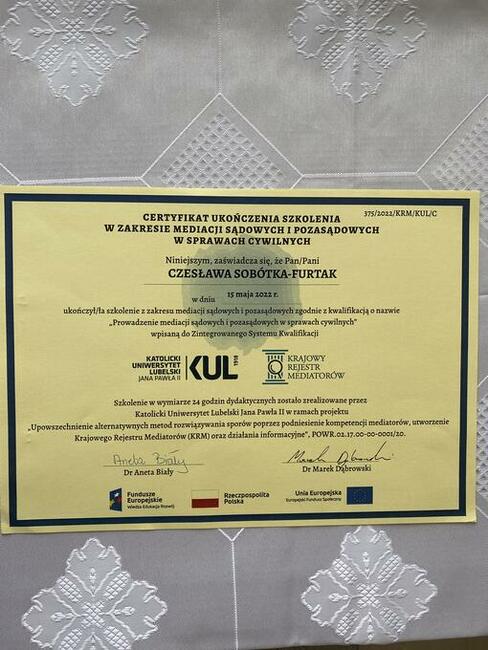 375/2022/KRM/KUL/C
CERTYFIKAT UKOŃCZENIA SZKOLENIA
W ZAKRESIE MEDIACJI SĄDOWYCH I POZASĄDOWYCH
W SPRAWACH CYWILNYCH
Niniejszym, zaświadcza się, że Pan/Pani
CZESŁAWA SOBÓTKA-FURTAK
w dniu 15 maja 2022 r.
ukończył/ła szkolenie z zakresu mediacji sądowych i pozasądowych zgodnie z kwalifikacją o nazwie
„Prowadzenie mediacji sądowych i pozasądowych w sprawach cywilnych"
wpisaną do Zintegrowanego Systemu Kwalifikacji
KATOLICKI
UNIWERSYTET
LUBELSKI
JANA PAWŁA II
KUL 1918
KRAJOWY
REJESTR
MEDIATORÓW
Szkolenie w wymiarze 24 godzin dydaktycznych zostało zrealizowane przez
Katolicki Uniwersytet Lubelski Jana Pawła II w ramach projektu
„Upowszechnienie alternatywnych metod rozwiązywania sporów poprzez podniesienie kompetencji mediatorów, utworzenie
Krajowego Rejestru Mediatorów (KRM) oraz działania informacyjne", POWR.02.17.00-00-0001/20.
Aneta Biały
Dr Aneta Biały
Marek Dąbrowski
Dr Marek Dąbrowski
Fundusze
Europejskie
Wiedza Edukacja Rozwój
Rzeczpospolita
Polska
Unia Europejska
Europejski Fundusz Społeczny